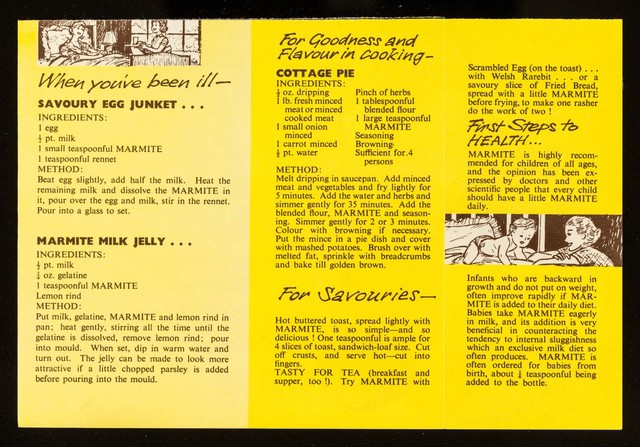 When you've been ill—
SAVOURY EGG JUNKET . . .
INGREDIENTS:
1 egg
½ pt. milk
1 small teaspoonful MARMITE
1 teaspoonful rennet
METHOD:
Beat egg slightly, add half the milk. Heat the
remaining milk and dissolve the MARMITE in
it, pour over the egg and milk, stir in the rennet.
Pour into a glass to set.
MARMITE MILK JELLY . . .
½ pt. milk
¼ oz. gelatine
1 teaspoonful MARMITE
Lemon rind
METHOD:
Put milk, gelatine, MARMITE and lemon rind in
pan; heat gently, stirring all the time until the
gelatine is dissolved, remove lemon rind; pour
into mould. When set, dip in warm water and
turn out. The jelly can be made to look more
attractive if a little chopped parsley is added
before pouring into the mould.
For Goodness and
Flavour in Cooking—
COTTAGE PIE
INGREDIENTS:
½ oz. dripping
1 lb. fresh minced
meat or minced
cooked meat
1 small onion
minced
1 carrot minced
½ pt. water
Pinch of herbs
1 tablespoonful
blended flour
1 large teaspoonful
MARMITE
Seasoning
Browning
Sufficient for 4
persons
METHOD:
Melt dripping in saucepan. Add minced
meat and vegetables and fry lightly for
5 minutes. Add the water and herbs and
simmer gently for 35 minutes. Add the
blended flour, MARMITE and season-
ing. Simmer gently for 2 or 3 minutes.
Colour with browning if necessary.
Put the mince in a pie dish and cover
with mashed potatoes. Brush over with
melted fat, sprinkle with breadcrumbs
and bake till golden brown.
For Savouries—
Hot buttered toast, spread lightly with
MARMITE, is so simple—and so
delicious ! One teaspoonful is ample for
4 slices of toast, sandwich-loaf size. Cut
off crusts, and serve hot—cut into
fingers.
TASTY FOR TEA (breakfast and
supper, too !). Try MARMITE with
Scrambled Egg (on the toast) . . .
with Welsh Rarebit . . . or a
savoury slice of Fried Bread,
spread with a little MARMITE
before frying, to make one rasher
do the work of two !
First Steps to
HEALTH...
MARMITE is highly recom-
mended for children of all ages,
and the opinion has been ex-
pressed by doctors and other
scientific people that every child
should have a little MARMITE
daily.
Infants who are backward in
growth and do not put on weight,
often improve rapidly if MAR-
MITE is added to their daily diet.
Babies take MARMITE eagerly
in milk, and its addition is very
beneficial in counteracting the
tendency to internal sluggishness
which an exclusive milk diet so
often produces. MARMITE is
often ordered for babies from
birth, about ¼ teaspoonful being
added to the bottle.